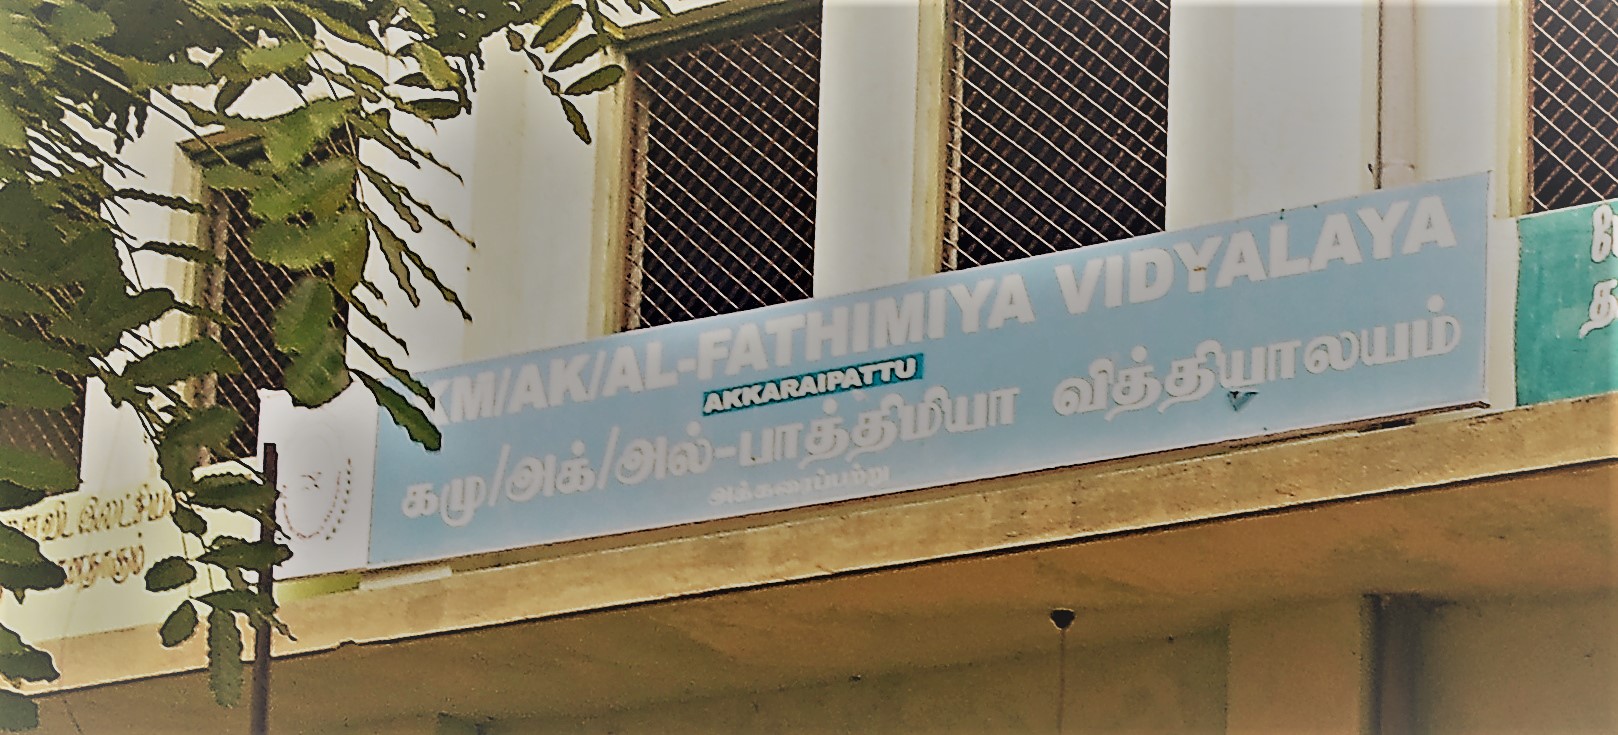 KM/AK/AL-FATHIMIYA VIDYALAYA
AKKARAIPATTU
கமு/அக்/அல்-பாத்திமியா வித்தியாலயம்
அக்கரைப்பற்று